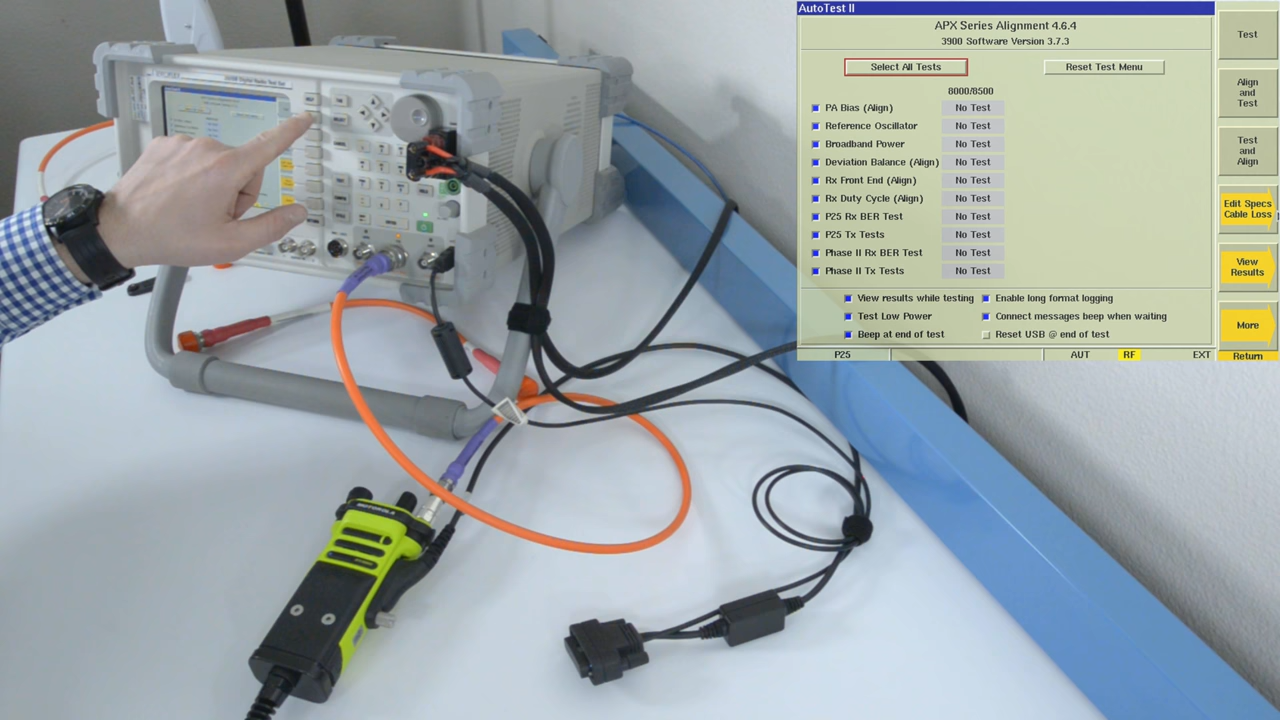 AutoTest II
APX Series Alignment 4.6.4
3900 Software Version 3.7.3
Select All Tests
Reset Test Menu
8000/8500
PA Bias (Align) No Test
Reference Oscillator No Test
Broadband Power No Test
Deviation Balance (Align) No Test
Rx Front End (Align) No Test
Rx Duty Cycle (Align) No Test
P25 Rx BER Test No Test
P25 Tx Tests No Test
Phase II Rx BER Test No Test
Phase II Tx Tests No Test
View results while testing
Enable long format logging
Test Low Power
Connect messages beep when waiting
Beep at end of test
Reset USB @ end of test
P25
AUT
RF
EXT
Test
Align
and
Test
Test
and
Align
Edit Specs
Cable Loss
View
Results
More
Return
Digital Radio Test Set
MOTOROLA